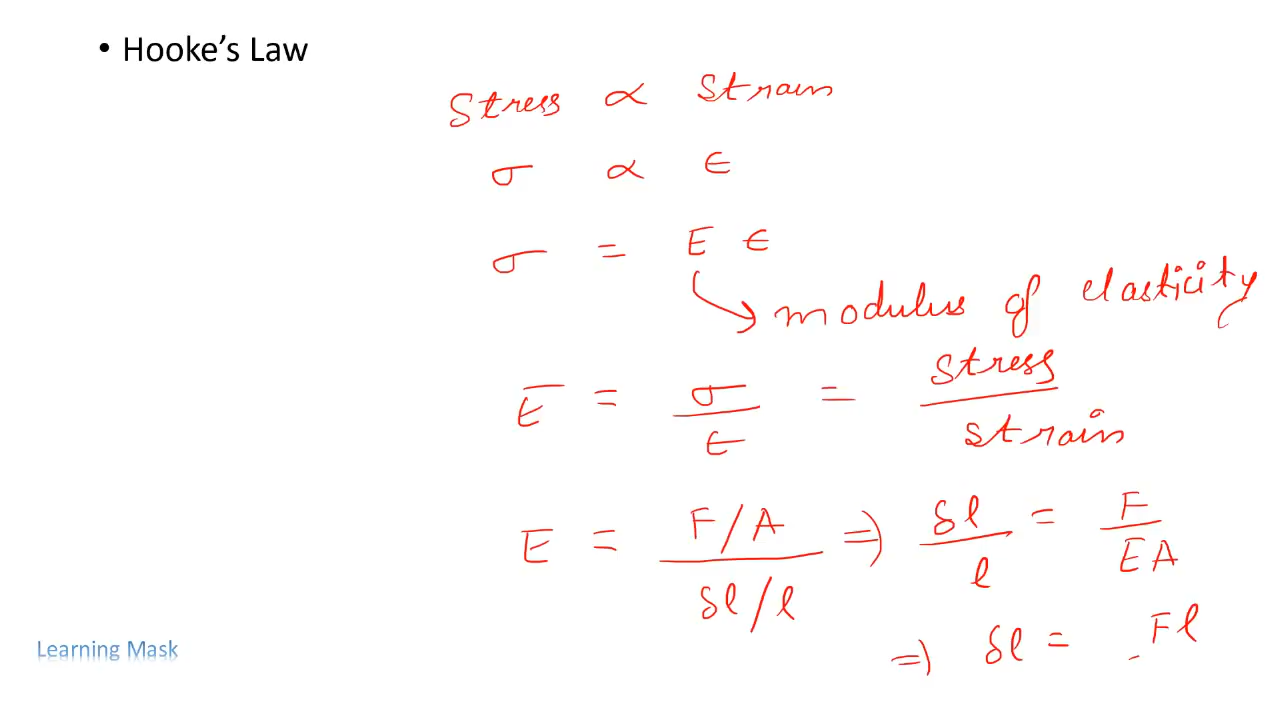 • Hooke's Law
Stress ∝ Strain
σ ∝ ϵ
σ = E ϵ
modulus of elasticity
E = σ/ϵ = stress/strain
E = F/A / δl/l ⇒ δl/l = F/EA
⇒ δl = Fl
Learning Mask